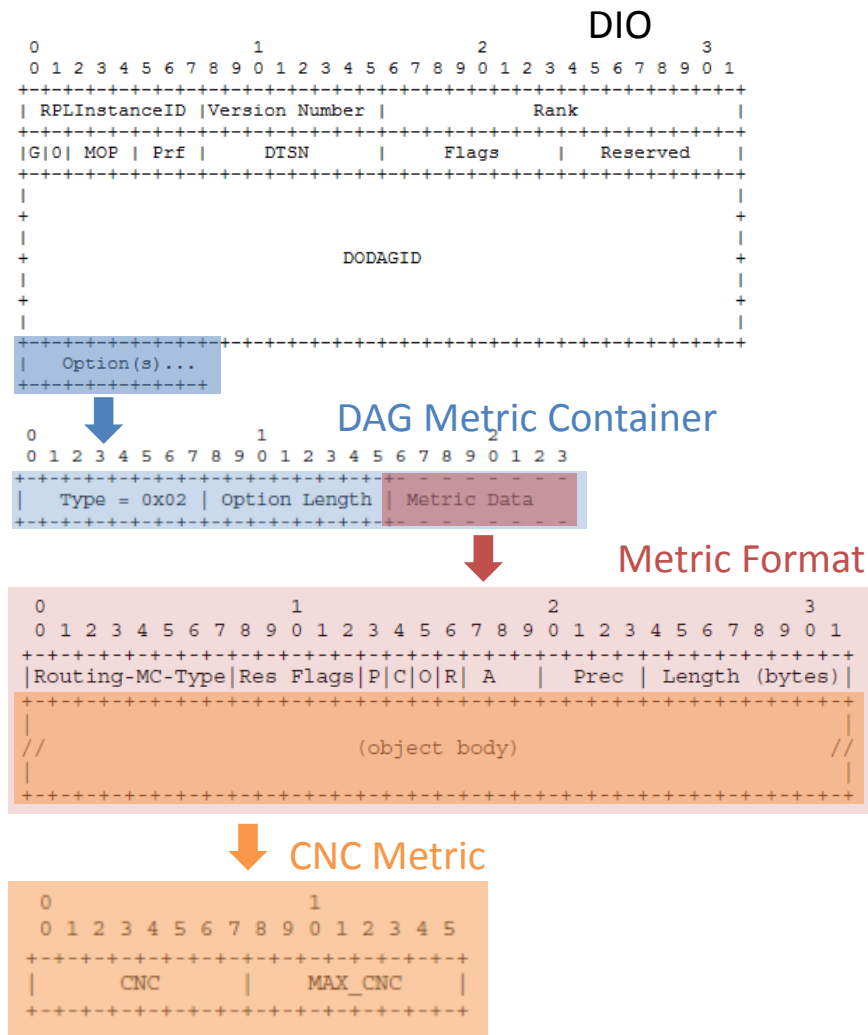 DIO
0                   1                   2                   3
0 1 2 3 4 5 6 7 8 9 0 1 2 3 4 5 6 7 8 9 0 1 2 3 4 5 6 7 8 9 0 1
+-+-+-+-+-+-+-+-+-+-+-+-+-+-+-+-+-+-+-+-+-+-+-+-+-+-+-+-+-+-+-+-+
| RPLInstanceID |Version Number |             Rank              |
+-+-+-+-+-+-+-+-+-+-+-+-+-+-+-+-+-+-+-+-+-+-+-+-+-+-+-+-+-+-+-+-+
|G|0| MOP | Prf |     DTSN      |     Flags     |   Reserved    |
+-+-+-+-+-+-+-+-+-+-+-+-+-+-+-+-+-+-+-+-+-+-+-+-+-+-+-+-+-+-+-+-+
|                                                               |
+                                                               +
|                                                               |
+                            DODAGID                            +
|                                                               |
+                                                               +
|                                                               |
+-+-+-+-+-+-+-+-+-+-+-+-+-+-+-+-+-+-+-+-+-+-+-+-+-+-+-+-+-+-+-+-+
|   Option(s)...
+-+-+-+-+-+-+-+-+
DAG Metric Container
0                   1                   2
0 1 2 3 4 5 6 7 8 9 0 1 2 3 4 5 6 7 8 9 0 1 2 3
+-+-+-+-+-+-+-+-+-+-+-+-+-+-+-+-+- - - - - - - -
|   Type = 0x02 | Option Length | Metric Data
+-+-+-+-+-+-+-+-+-+-+-+-+-+-+-+-+- - - - - - - -
Metric Format
0                   1                   2                   3
0 1 2 3 4 5 6 7 8 9 0 1 2 3 4 5 6 7 8 9 0 1 2 3 4 5 6 7 8 9 0 1
+-+-+-+-+-+-+-+-+-+-+-+-+-+-+-+-+-+-+-+-+-+-+-+-+-+-+-+-+-+-+-+-+
|Routing-MC-Type|Res Flags|P|C|O|R| A   |  Prec | Length (bytes)|
+-+-+-+-+-+-+-+-+-+-+-+-+-+-+-+-+-+-+-+-+-+-+-+-+-+-+-+-+-+-+-+-+
|                                                               |
//                        (object body)                        //
|                                                               |
+-+-+-+-+-+-+-+-+-+-+-+-+-+-+-+-+-+-+-+-+-+-+-+-+-+-+-+-+-+-+-+-+
CNC Metric
0                   1
0 1 2 3 4 5 6 7 8 9 0 1 2 3 4 5
+-+-+-+-+-+-+-+-+-+-+-+-+-+-+-+-+
|      CNC      |    MAX_CNC    |
+-+-+-+-+-+-+-+-+-+-+-+-+-+-+-+-+